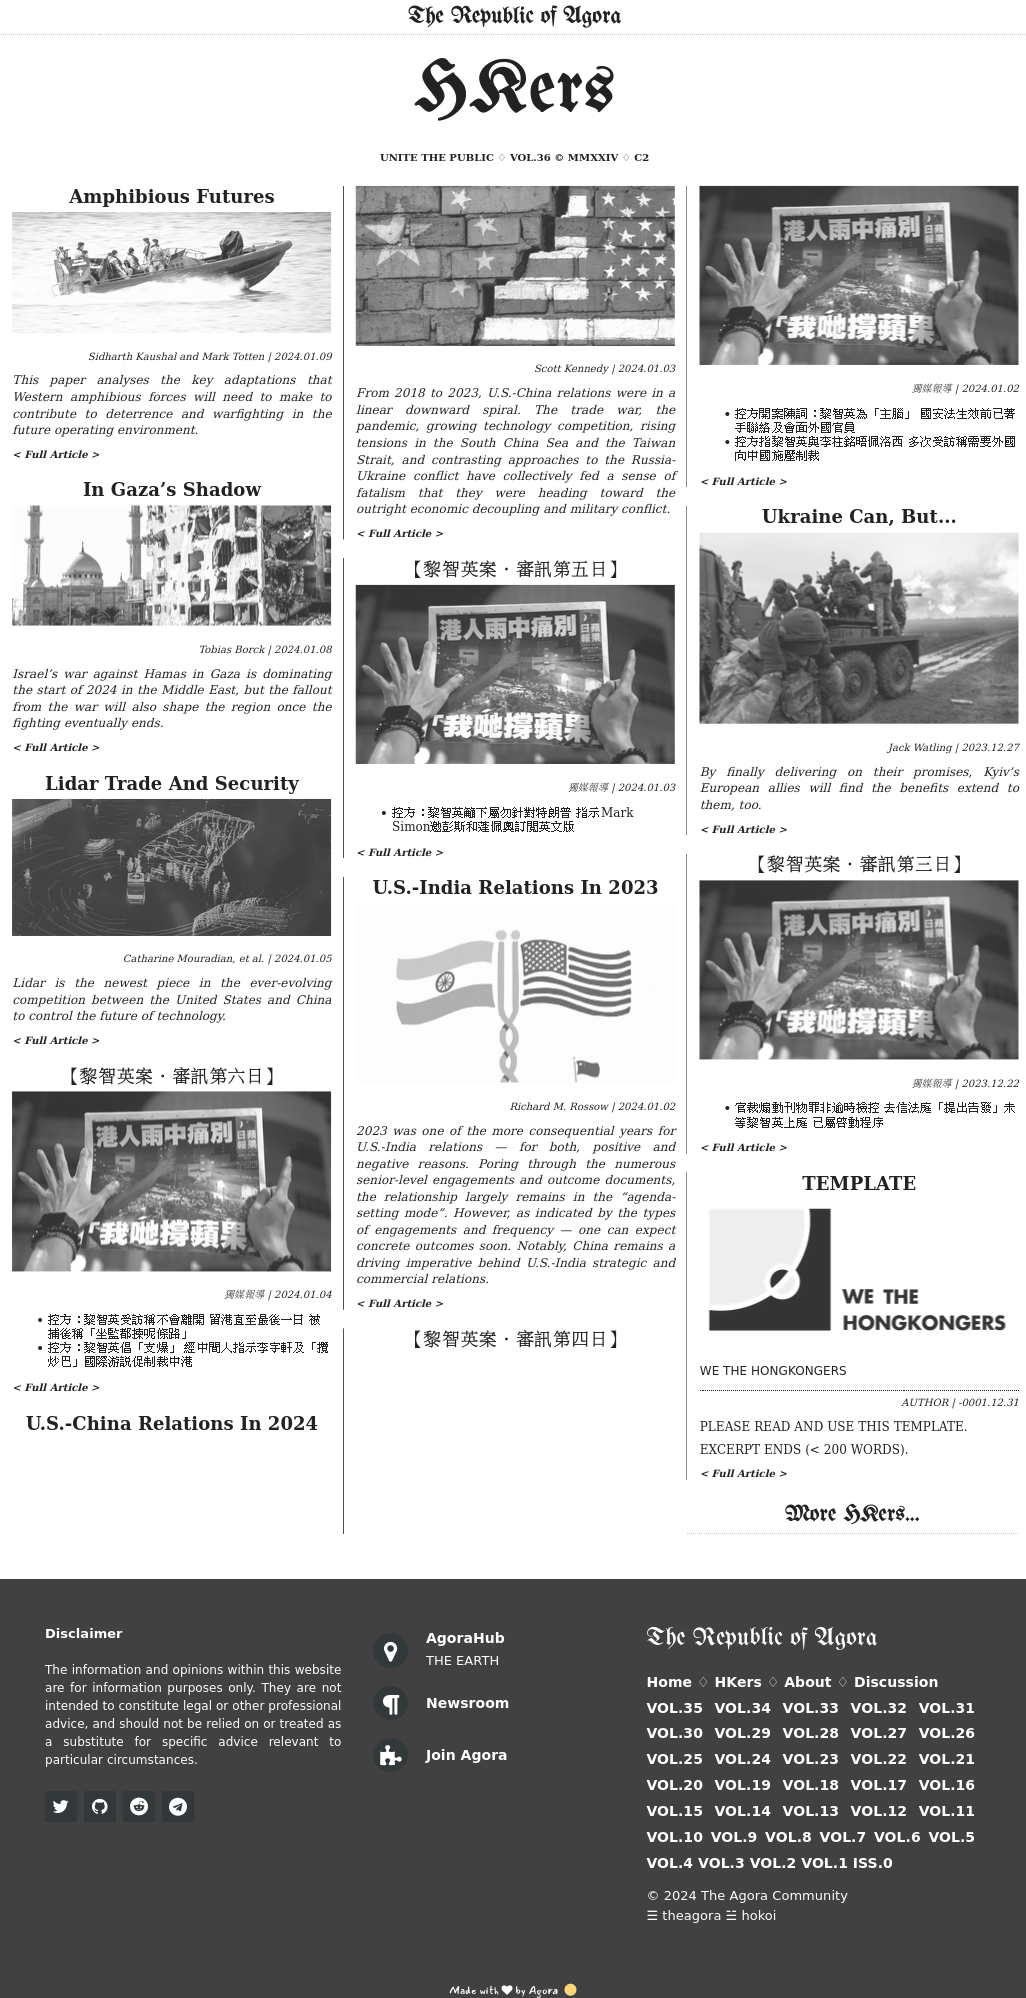 The Republic of Agora
HKers
UNITE THE PUBLIC ♢ VOL.36 © MMXXIV ♢ C2
Amphibious Futures
Sidharth Kaushal and Mark Totten | 2024.01.09
This paper analyses the key adaptations that
Western amphibious forces will need to make to
contribute to deterrence and warfighting in the
future operating environment.
< Full Article >
In Gaza’s Shadow
Tobias Borck | 2024.01.08
Israel’s war against Hamas in Gaza is dominating
the start of 2024 in the Middle East, but the fallout
from the war will also shape the region once the
fighting eventually ends.
< Full Article >
Lidar Trade And Security
Catharine Mouradian, et al. | 2024.01.05
Lidar is the newest piece in the ever-evolving
competition between the United States and China
to control the future of technology.
< Full Article >
【黎智英案・審訊第六日】
港人雨中痛別
蘋果日報
「我哋撐蘋果
獨媒報導 | 2024.01.04
• 控方：黎智英受訪稱不會離開 留港直至最後一日 被
捕後稱「坐監都揀呢條路」
• 控方：黎智英倡「支爆」 經中間人指示李宇軒及「攬
炒巴」國際游説促制裁中港
< Full Article >
U.S.-China Relations In 2024
Scott Kennedy | 2024.01.03
From 2018 to 2023, U.S.-China relations were in a
linear downward spiral. The trade war, the
pandemic, growing technology competition, rising
tensions in the South China Sea and the Taiwan
Strait, and contrasting approaches to the Russia-
Ukraine conflict have collectively fed a sense of
fatalism that they were heading toward the
outright economic decoupling and military conflict.
< Full Article >
【黎智英案・審訊第五日】
港人雨中痛別
蘋果日報
「我哋撐蘋果
獨媒報導 | 2024.01.03
• 控方：黎智英籲下屬勿針對特朗普 指示Mark
Simon邀彭斯和蓬佩奧訂閲英文版
< Full Article >
U.S.-India Relations In 2023
Richard M. Rossow | 2024.01.02
2023 was one of the more consequential years for
U.S.-India relations — for both, positive and
negative reasons. Poring through the numerous
senior-level engagements and outcome documents,
the relationship largely remains in the “agenda-
setting mode”. However, as indicated by the types
of engagements and frequency — one can expect
concrete outcomes soon. Notably, China remains a
driving imperative behind U.S.-India strategic and
commercial relations.
< Full Article >
【黎智英案・審訊第四日】
港人雨中痛別
蘋果日報
「我哋撐蘋果
獨媒報導 | 2024.01.02
• 控方開案陳詞：黎智英為「主腦」 國安法生效前已著
手聯絡及會面外國官員
• 控方指黎智英與李柱銘晤佩洛西 多次受訪稱需要外國
向中國施壓制裁
< Full Article >
Ukraine Can, But…
Jack Watling | 2023.12.27
By finally delivering on their promises, Kyiv’s
European allies will find the benefits extend to
them, too.
< Full Article >
【黎智英案・審訊第三日】
港人雨中痛別
蘋果日報
「我哋撐蘋果
獨媒報導 | 2023.12.22
• 官裁煽動刊物罪非逾時檢控 去信法庭「提出告發」未
等黎智英上庭 已屬啓動程序
< Full Article >
TEMPLATE
WE THE
HONGKONGERS
WE THE HONGKONGERS
AUTHOR | -0001.12.31
PLEASE READ AND USE THIS TEMPLATE.
EXCERPT ENDS (< 200 WORDS).
< Full Article >
More HKers…
Disclaimer
The information and opinions within this website
are for information purposes only. They are not
intended to constitute legal or other professional
advice, and should not be relied on or treated as
a substitute for specific advice relevant to
particular circumstances.
AgoraHub
THE EARTH
Newsroom
Join Agora
The Republic of Agora
Home ♢ HKers ♢ About ♢ Discussion
VOL.35 VOL.34 VOL.33 VOL.32 VOL.31
VOL.30 VOL.29 VOL.28 VOL.27 VOL.26
VOL.25 VOL.24 VOL.23 VOL.22 VOL.21
VOL.20 VOL.19 VOL.18 VOL.17 VOL.16
VOL.15 VOL.14 VOL.13 VOL.12 VOL.11
VOL.10 VOL.9 VOL.8 VOL.7 VOL.6 VOL.5
VOL.4 VOL.3 VOL.2 VOL.1 ISS.0
© 2024 The Agora Community
☰ theagora ☱ hokoi
Made with ♥ by Agora